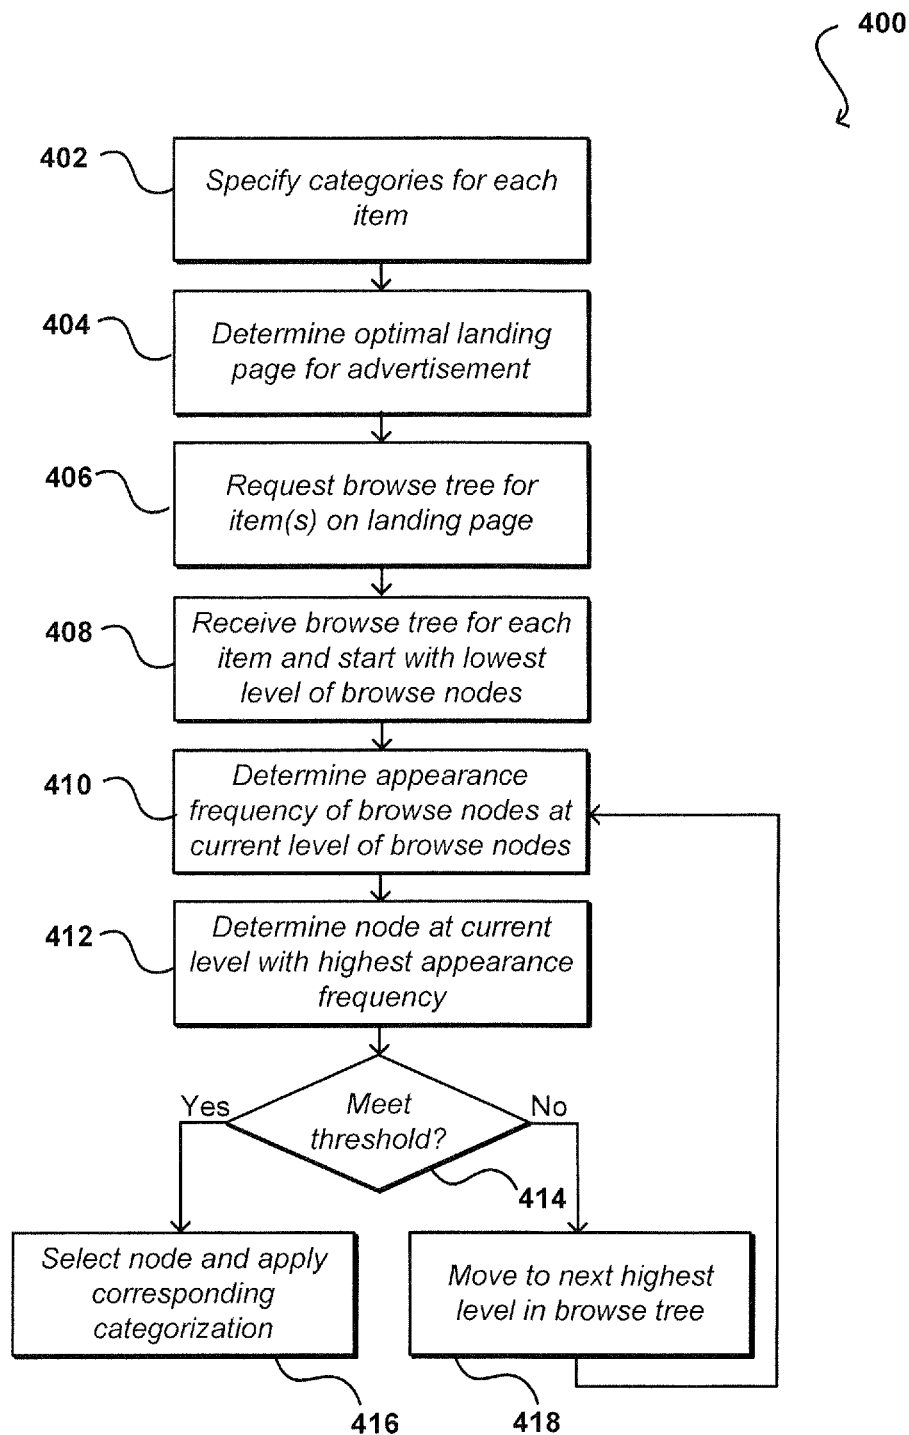 400
402
Specify categories for each
item
404
Determine optimal landing
page for advertisement
406
Request browse tree for
item(s) on landing page
408
Receive browse tree for each
item and start with lowest
level of browse nodes
410
Determine appearance
frequency of browse nodes at
current level of browse nodes
412
Determine node at current
level with highest appearance
frequency
Yes
Meet
threshold?
No
414
Select node and apply
corresponding
categorization
416
Move to next highest
level in browse tree
418